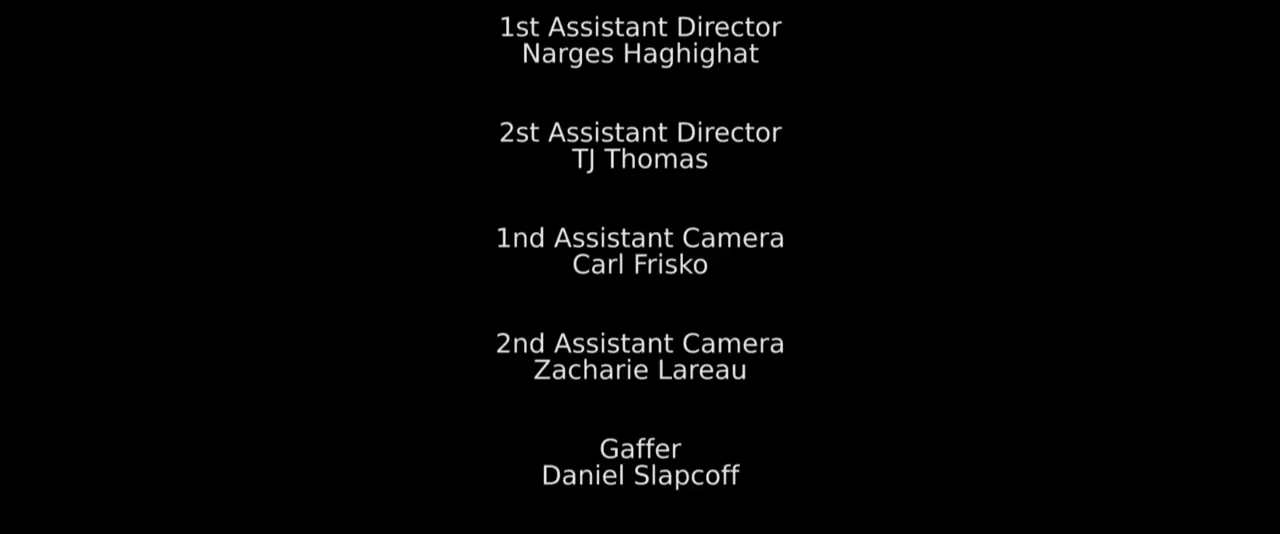 1st Assistant Director
Narges Haghighat
2st Assistant Director
TJ Thomas
1nd Assistant Camera
Carl Frisko
2nd Assistant Camera
Zacharie Lareau
Gaffer
Daniel Slapcoff